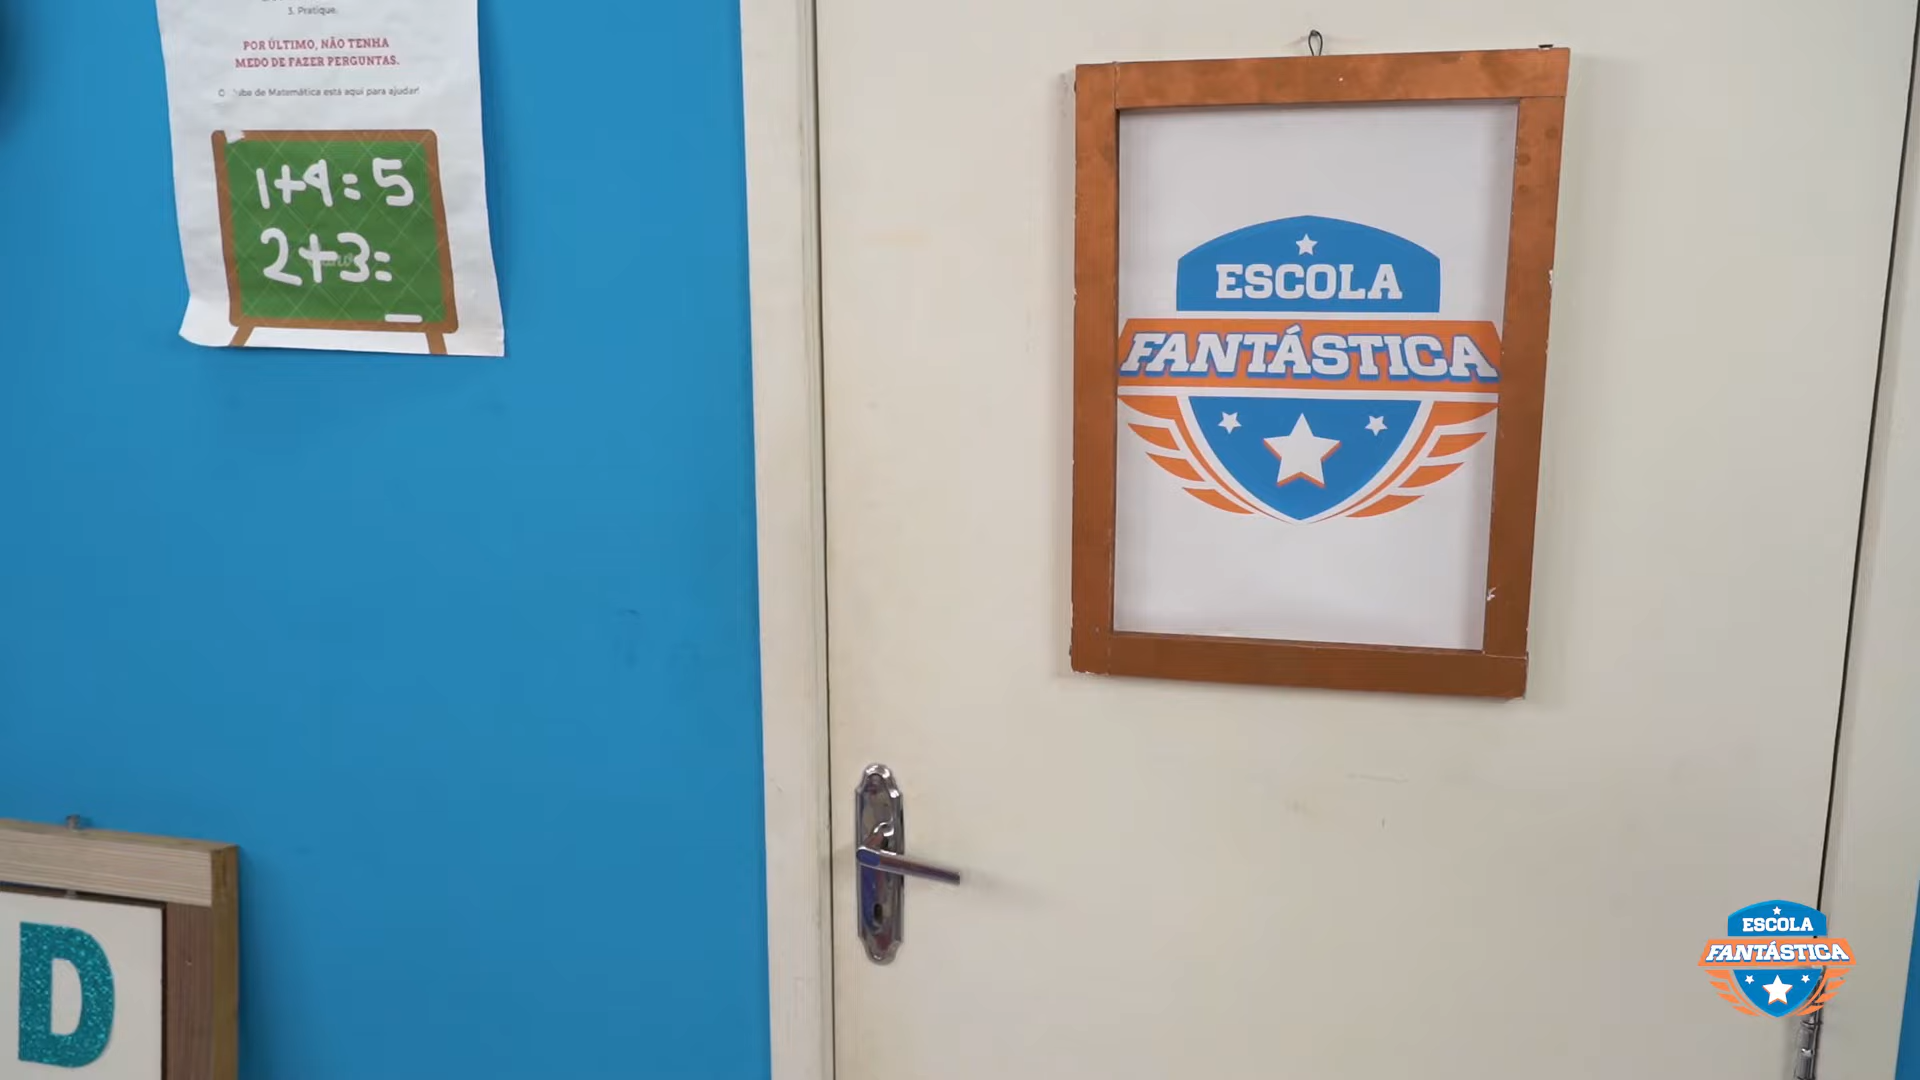 3. Pratique.
POR ÚLTIMO, NÃO TENHA
MEDO DE FAZER PERGUNTAS.
de Matemática está aqui para ajudar!
1+4=5
2+3=
ESCOLA
FANTÁSTICA
D
ESCOLA
FANTÁSTICA